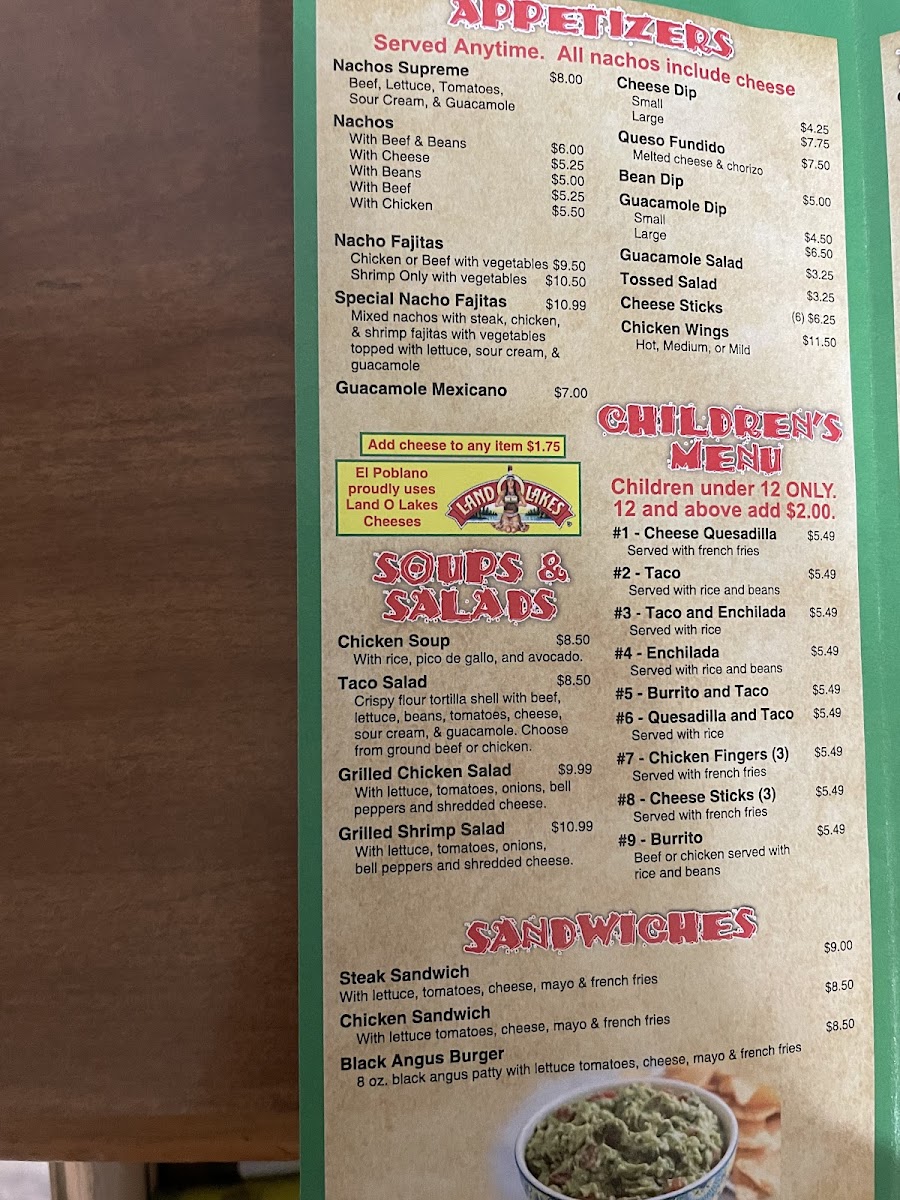 APPETIZERS
Served Anytime. All nachos include cheese
Nachos Supreme $8.00
Beef, Lettuce, Tomatoes,
Sour Cream, & Guacamole
Nachos
With Beef & Beans $6.00
With Cheese $5.25
With Beans $5.00
With Beef $5.25
With Chicken $5.50
Nacho Fajitas
Chicken or Beef with vegetables $9.50
Shrimp Only with vegetables $10.50
Special Nacho Fajitas $10.99
Mixed nachos with steak, chicken,
& shrimp fajitas with vegetables
topped with lettuce, sour cream, &
guacamole
Guacamole Mexicano $7.00
Cheese Dip
Small $4.25
Large $7.75
Queso Fundido $7.50
Melted cheese & chorizo
Bean Dip $5.00
Guacamole Dip
Small $4.50
Large $6.50
Guacamole Salad $3.25
Tossed Salad $3.25
Cheese Sticks (6) $6.25
Chicken Wings $11.50
Hot, Medium, or Mild
Add cheese to any item $1.75
El Poblano
proudly uses
Land O Lakes
Cheeses
LAND O LAKES
SOUPS &
SALADS
Chicken Soup $8.50
With rice, pico de gallo, and avocado.
Taco Salad $8.50
Crispy flour tortilla shell with beef,
lettuce, beans, tomatoes, cheese,
sour cream, & guacamole. Choose
from ground beef or chicken.
Grilled Chicken Salad $9.99
With lettuce, tomatoes, onions, bell
peppers and shredded cheese.
Grilled Shrimp Salad $10.99
With lettuce, tomatoes, onions,
bell peppers and shredded cheese.
CHILDREN'S
MENU
Children under 12 ONLY.
12 and above add $2.00.
#1 - Cheese Quesadilla $5.49
Served with french fries
#2 - Taco $5.49
Served with rice and beans
#3 - Taco and Enchilada $5.49
Served with rice
#4 - Enchilada $5.49
Served with rice and beans
#5 - Burrito and Taco $5.49
#6 - Quesadilla and Taco $5.49
Served with rice
#7 - Chicken Fingers (3) $5.49
Served with french fries
#8 - Cheese Sticks (3) $5.49
Served with french fries
#9 - Burrito $5.49
Beef or chicken served with
rice and beans
SANDWICHES
Steak Sandwich $9.00
With lettuce, tomatoes, cheese, mayo & french fries
Chicken Sandwich $8.50
With lettuce tomatoes, cheese, mayo & french fries
Black Angus Burger $8.50
8 oz. black angus patty with lettuce tomatoes, cheese, mayo & french fries